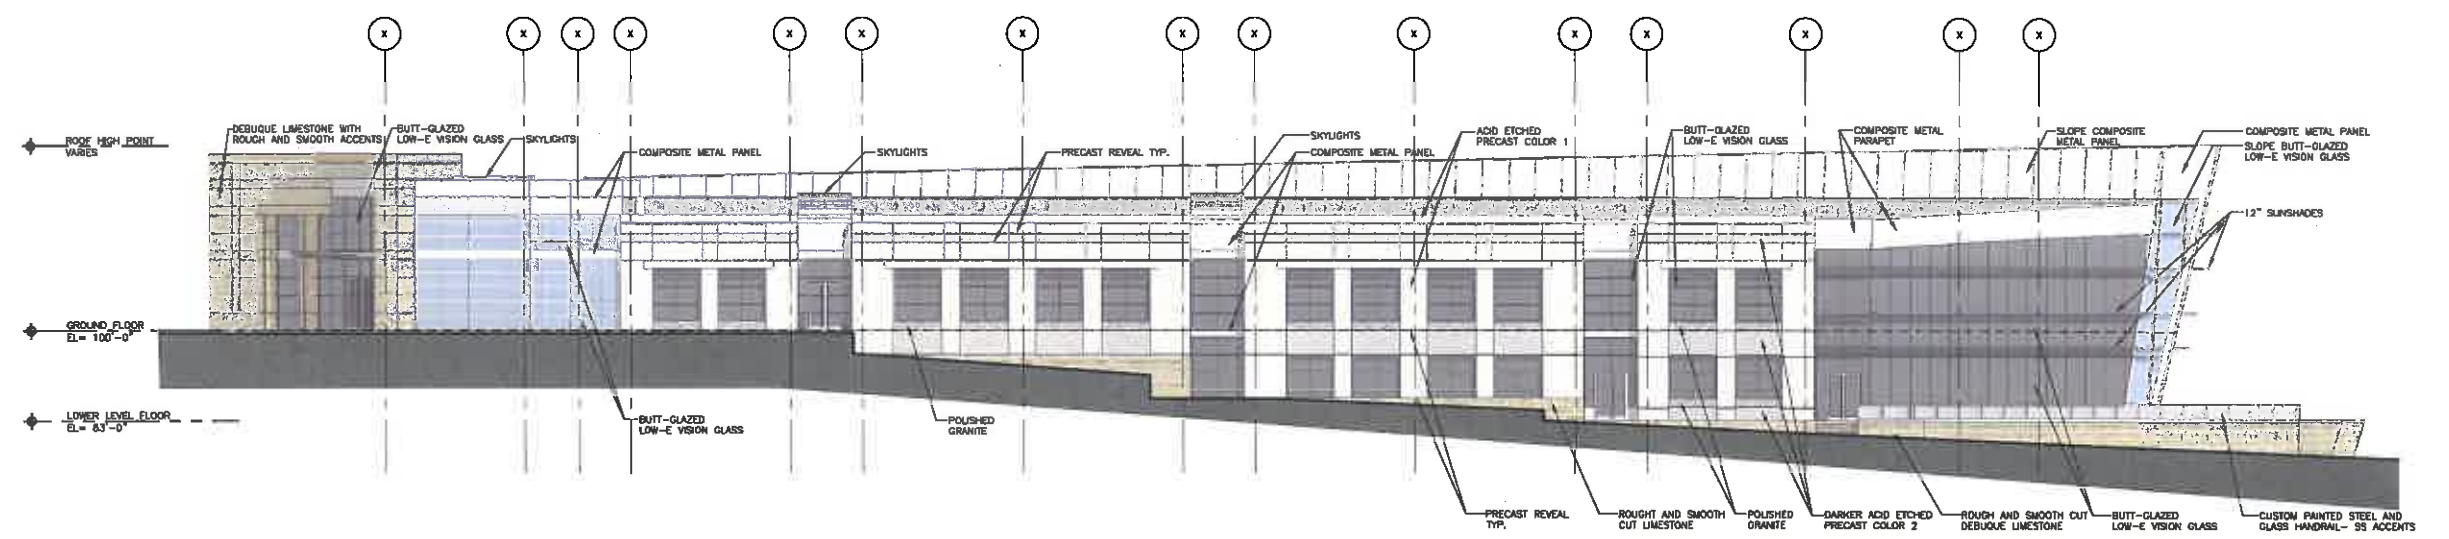 X X X X X X X X X X X X X X X
ROOF HIGH POINT
VARIES
DEBUQUE LIMESTONE WITH
ROUGH AND SMOOTH ACCENTS
BUTT-GLAZED
LOW-E VISION GLASS
SKYLIGHTS
COMPOSITE METAL PANEL
SKYLIGHTS
PRECAST REVEAL TYP.
SKYLIGHTS
COMPOSITE METAL PANEL
ACID ETCHED
PRECAST COLOR 1
BUTT-GLAZED
LOW-E VISION GLASS
COMPOSITE METAL
PARAPET
SLOPE COMPOSITE
METAL PANEL
COMPOSITE METAL PANEL
SLOPE BUTT-GLAZED
LOW-E VISION GLASS
12" SUNSHADES
GROUND FLOOR
EL= 100'-0"
LOWER LEVEL FLOOR
EL= 83'-0"
BUTT-GLAZED
LOW-E VISION GLASS
POLISHED
GRANITE
PRECAST REVEAL
TYP.
ROUGHT AND SMOOTH
CUT LIMESTONE
POLISHED
GRANITE
DARKER ACID ETCHED
PRECAST COLOR 2
ROUGH AND SMOOTH CUT
DEBUQUE LIMESTONE
BUTT-GLAZED
LOW-E VISION GLASS
CUSTOM PAINTED STEEL AND
GLASS HANDRAIL- SS ACCENTS